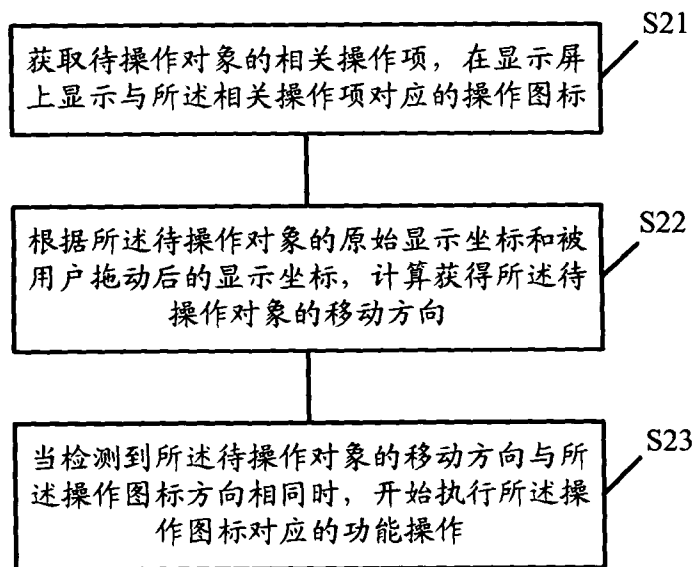 获取待操作对象的相关操作项，在显示屏
上显示与所述相关操作项对应的操作图标
S21
根据所述待操作对象的原始显示坐标和被
用户拖动后的显示坐标，计算获得所述待
操作对象的移动方向
S22
当检测到所述待操作对象的移动方向与所
述操作图标方向相同时，开始执行所述操
作图标对应的功能操作
S23